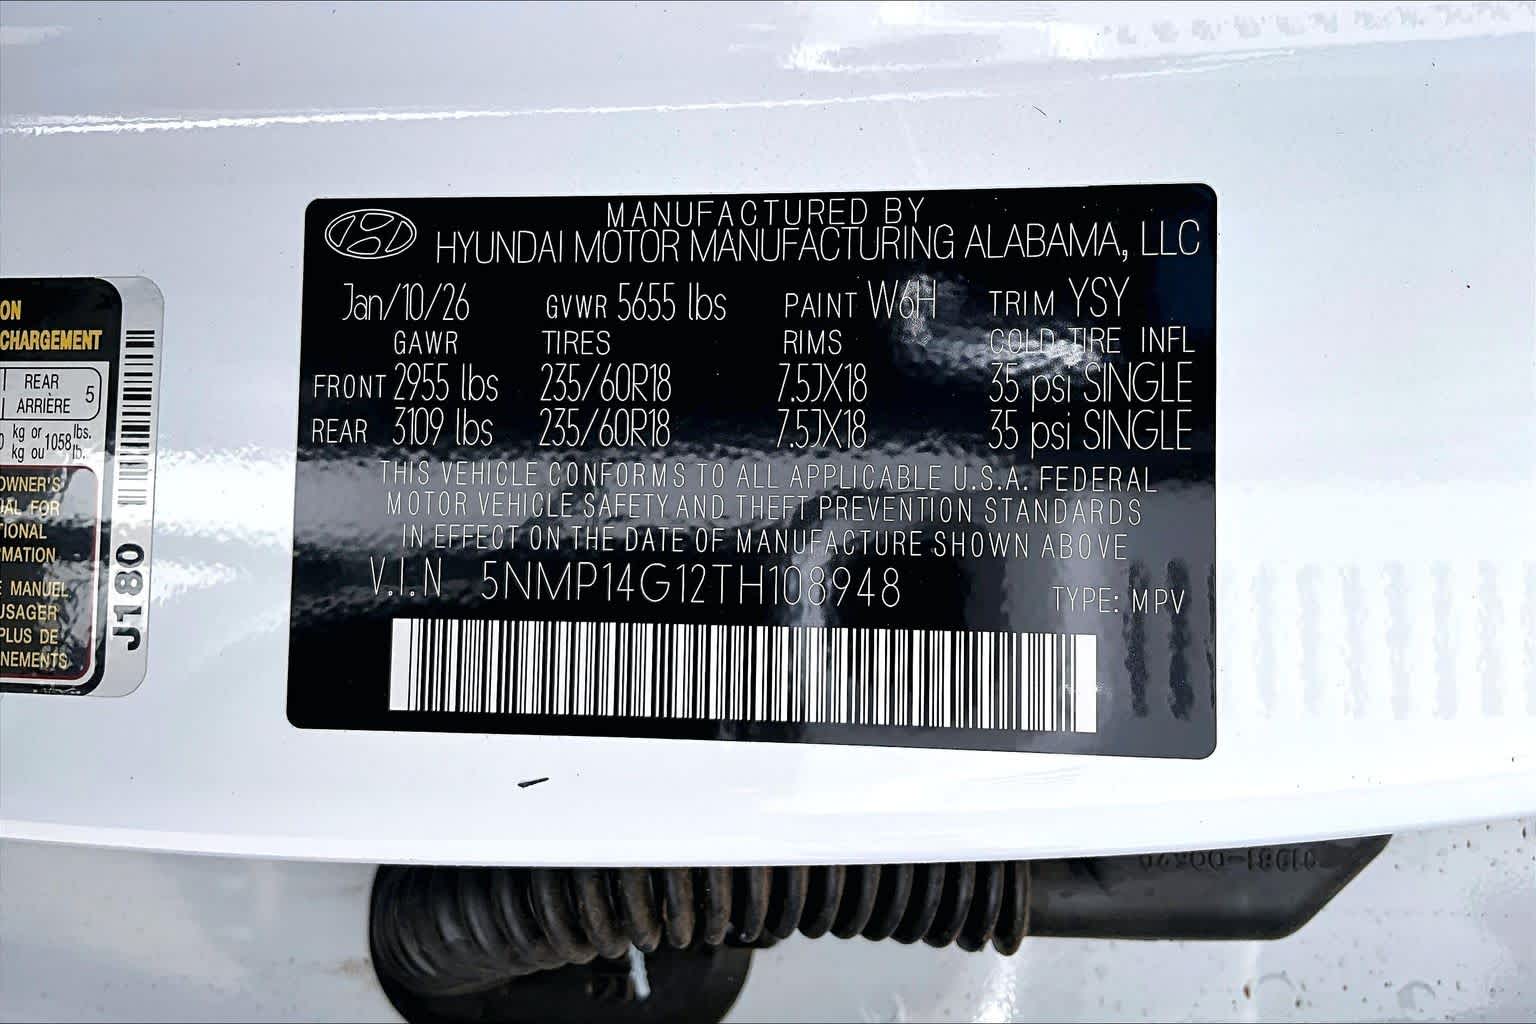 MANUFACTURED BY
HYUNDAI MOTOR MANUFACTURING ALABAMA, LLC
Jan/10/26 GVWR 5655 lbs PAINT W6H TRIM YSY
GAWR TIRES RIMS COLD TIRE INFL
FRONT 2955 lbs 235/60R18 7.5JX18 35 psi SINGLE
REAR 3109 lbs 235/60R18 7.5JX18 35 psi SINGLE
THIS VEHICLE CONFORMS TO ALL APPLICABLE U.S.A. FEDERAL
MOTOR VEHICLE SAFETY AND THEFT PREVENTION STANDARDS
IN EFFECT ON THE DATE OF MANUFACTURE SHOWN ABOVE
V.I.N 5NMP14G12TH108948
TYPE: MPV
ON
CHARGEMENT
REAR
ARRIÈRE 5
kg or 1058 lbs.
kg ou lb.
OWNER'S
AL FOR
TIONAL
RMATION
E MANUEL
USAGER
PLUS DE
NEMENTS
J180